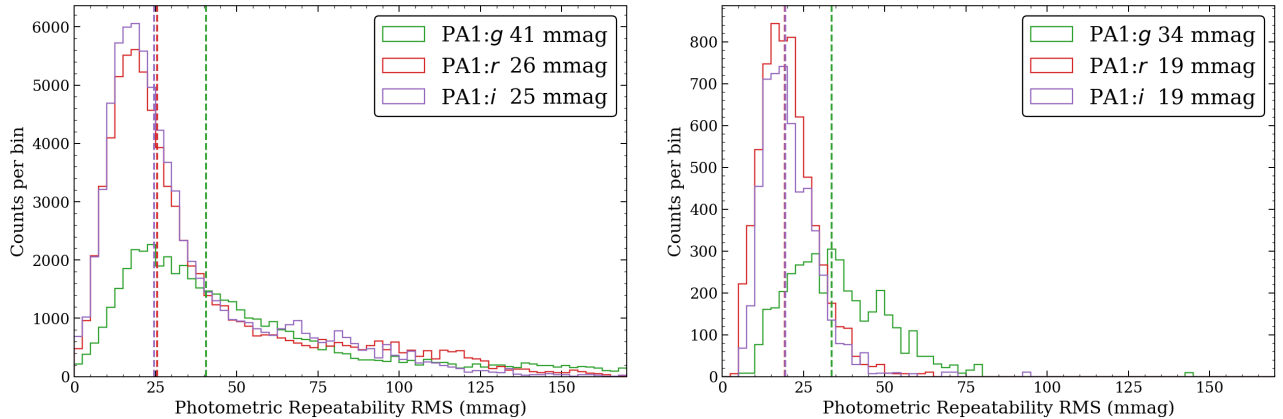 PA1:g 41 mmag
PA1:r 26 mmag
PA1:i 25 mmag
Counts per bin
6000
5000
4000
3000
2000
1000
0
0 25 50 75 100 125 150
Photometric Repeatability RMS (mmag)
PA1:g 34 mmag
PA1:r 19 mmag
PA1:i 19 mmag
Counts per bin
800
700
600
500
400
300
200
100
0
0 25 50 75 100 125 150
Photometric Repeatability RMS (mmag)